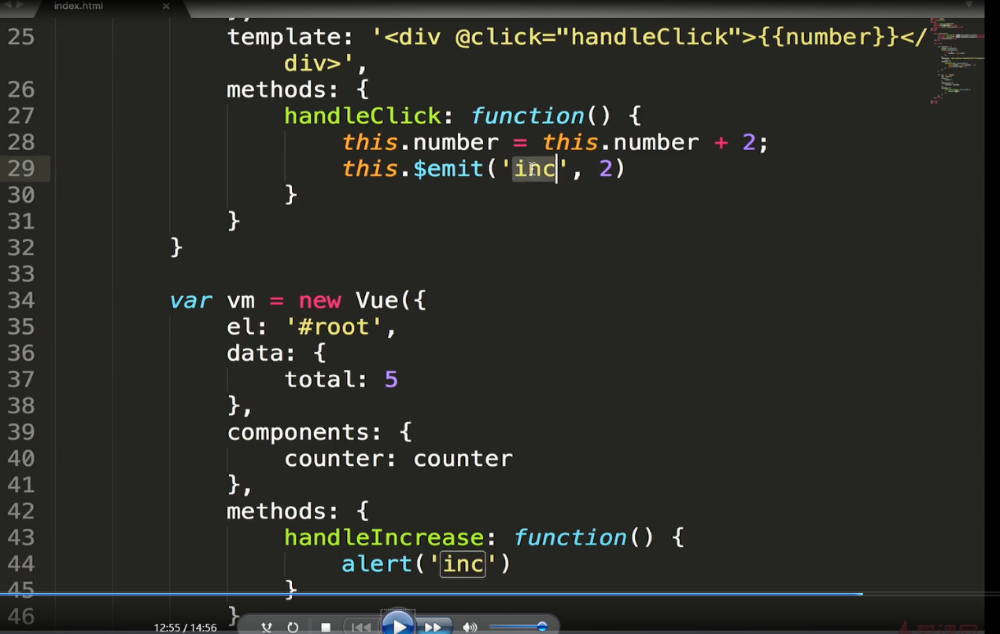 index.html ×
};
25 template: '<div @click="handleClick">{{number}}</
div>',
26 methods: {
27 handleClick: function() {
28 this.number = this.number + 2;
29 this.$emit('inc', 2)
30 }
31 }
32 }
33
34 var vm = new Vue({
35 el: '#root',
36 data: {
37 total: 5
38 },
39 components: {
40 counter: counter
41 },
42 methods: {
43 handleIncrease: function() {
44 alert('inc')
45 }
46 }
12:55 / 14:56